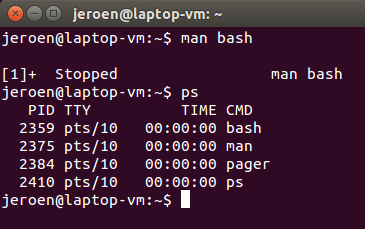 jeroen@laptop-vm: ~
jeroen@laptop-vm:~$ man bash
[1]+  Stopped                 man bash
jeroen@laptop-vm:~$ ps
  PID TTY          TIME CMD
 2359 pts/10   00:00:00 bash
 2375 pts/10   00:00:00 man
 2384 pts/10   00:00:00 pager
 2410 pts/10   00:00:00 ps
jeroen@laptop-vm:~$